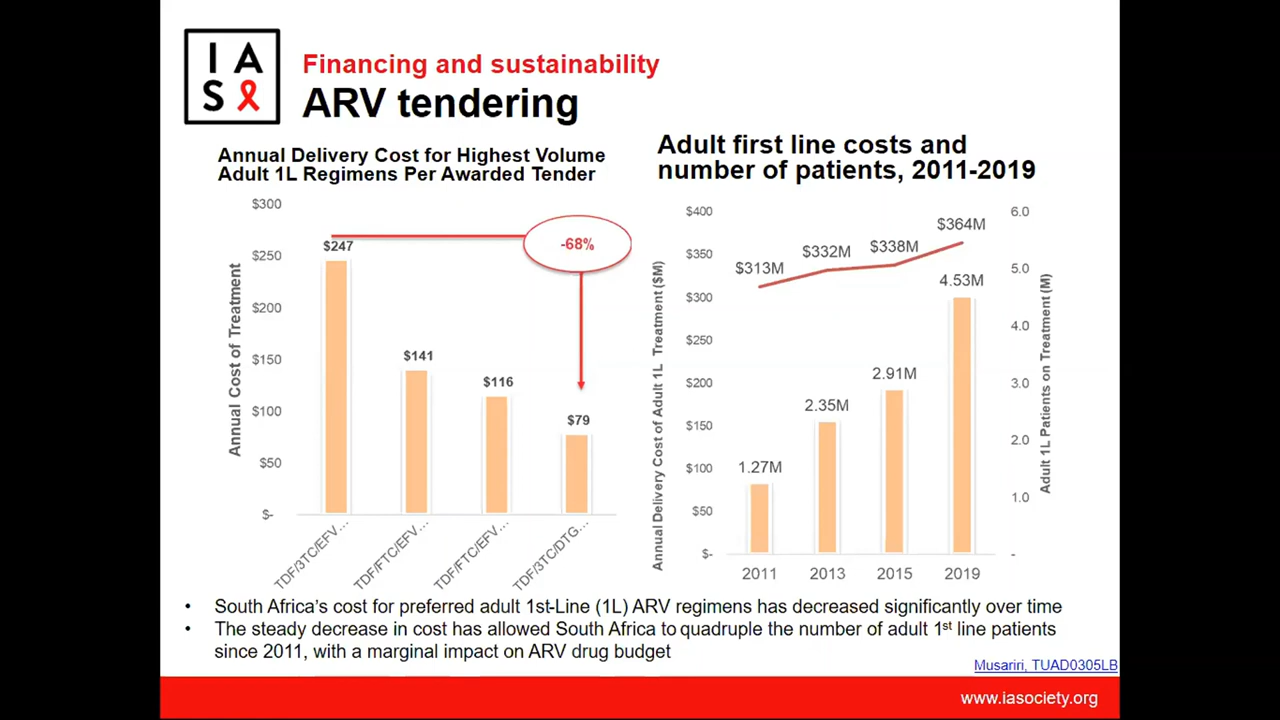 I A
S
Financing and sustainability
ARV tendering
Annual Delivery Cost for Highest Volume
Adult 1L Regimens Per Awarded Tender
Annual Cost of Treatment
$300
$250
$200
$150
$100
$50
$-
$247
$141
$116
$79
-68%
TDF/3TC/EFV...
TDF/FTC/EFV...
TDF/FTC/EFV...
TDF/3TC/DTG...
Adult first line costs and
number of patients, 2011-2019
Annual Delivery Cost of Adult 1L Treatment ($M)
$400
$350
$300
$250
$200
$150
$100
$50
$-
$313M
$332M
$338M
$364M
1.27M
2.35M
2.91M
4.53M
2011
2013
2015
2019
6.0
5.0
4.0
3.0
2.0
1.0
-
Adult 1L Patients on Treatment (M)
• South Africa's cost for preferred adult 1st-Line (1L) ARV regimens has decreased significantly over time
• The steady decrease in cost has allowed South Africa to quadruple the number of adult 1st line patients
since 2011, with a marginal impact on ARV drug budget
Musariri, TUAD0305LB
www.iasociety.org